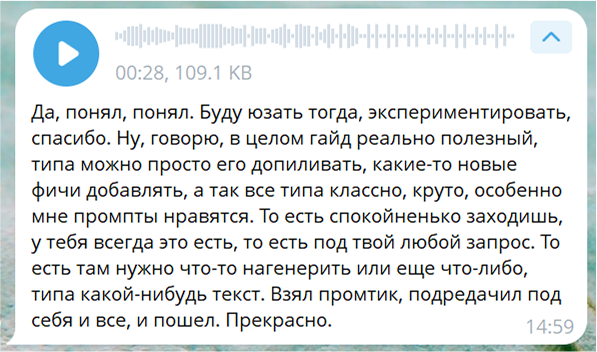 00:28, 109.1 KB
Да, понял, понял. Буду юзать тогда, экспериментировать,
спасибо. Ну, говорю, в целом гайд реально полезный,
типа можно просто его допиливать, какие-то новые
фичи добавлять, а так все типа классно, круто, особенно
мне промпты нравятся. То есть спокойненько заходишь,
у тебя всегда это есть, то есть под твой любой запрос. То
есть там нужно что-то нагенерить или еще что-либо,
типа какой-нибудь текст. Взял промтик, подредачил под
себя и все, и пошел. Прекрасно.
14:59